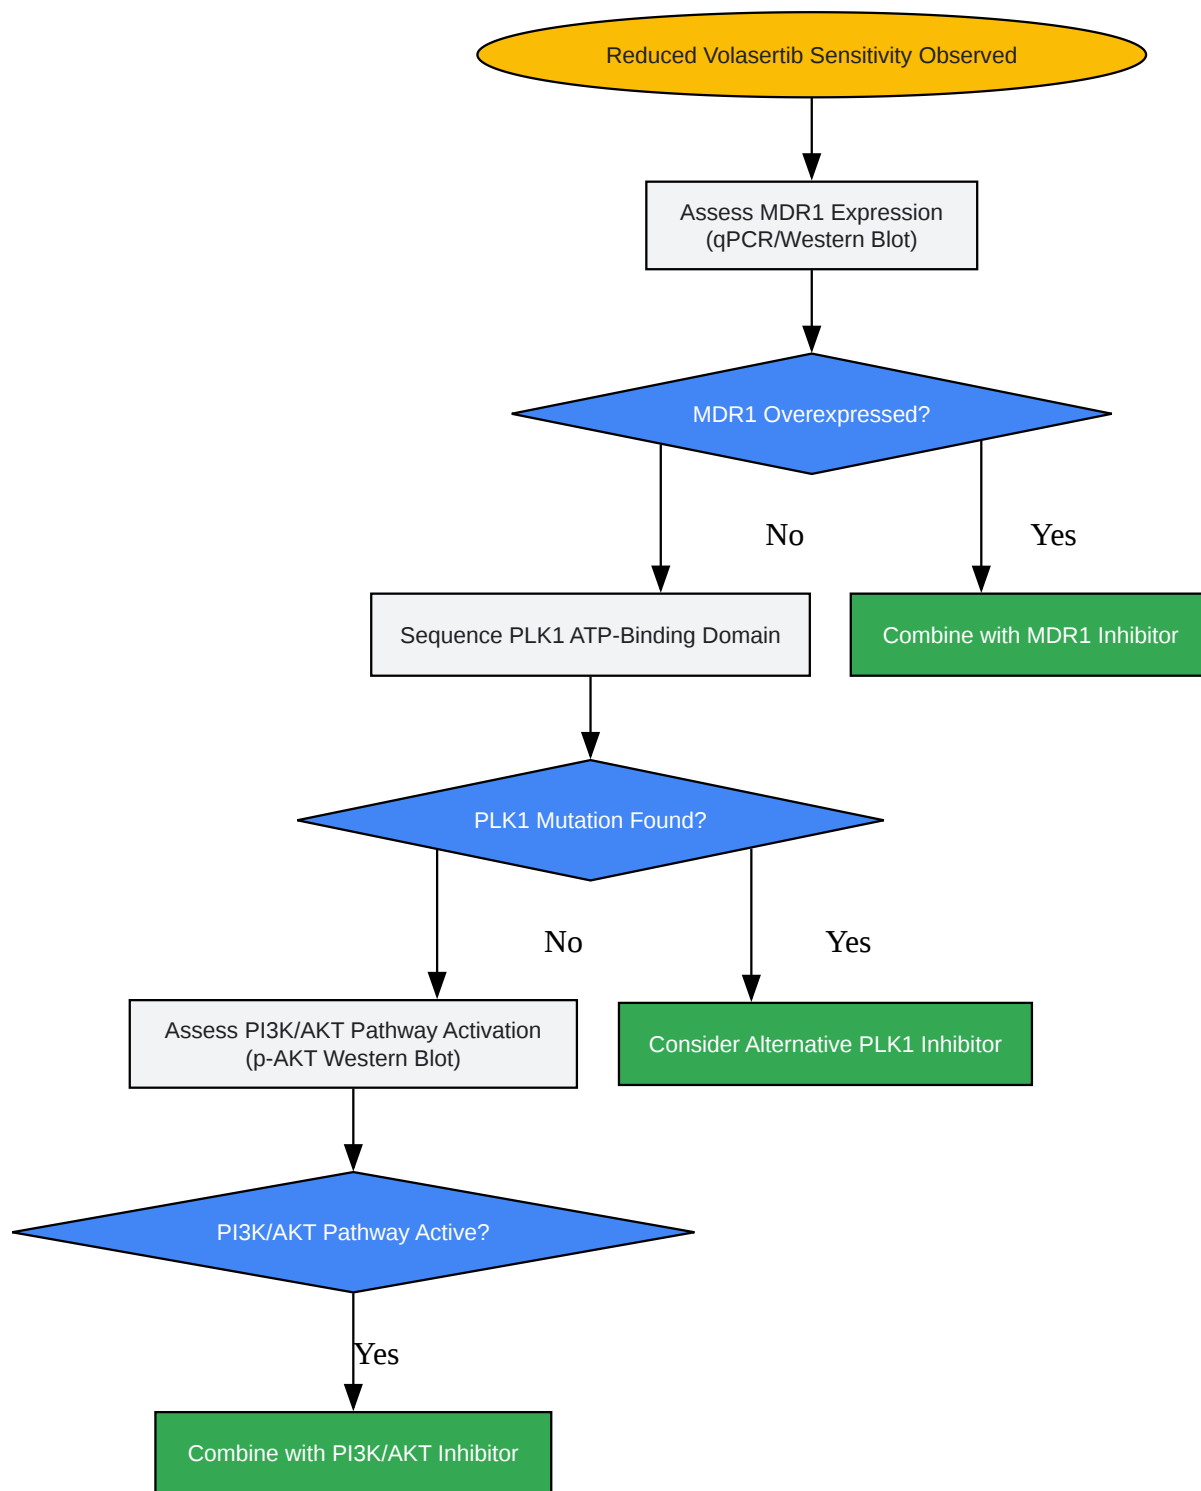 Reduced Volasertib Sensitivity Observed
Assess MDR1 Expression
(qPCR/Western Blot)
MDR1 Overexpressed?
No
Yes
Sequence PLK1 ATP-Binding Domain
Combine with MDR1 Inhibitor
PLK1 Mutation Found?
No
Yes
Assess PI3K/AKT Pathway Activation
(p-AKT Western Blot)
Consider Alternative PLK1 Inhibitor
PI3K/AKT Pathway Active?
Yes
Combine with PI3K/AKT Inhibitor